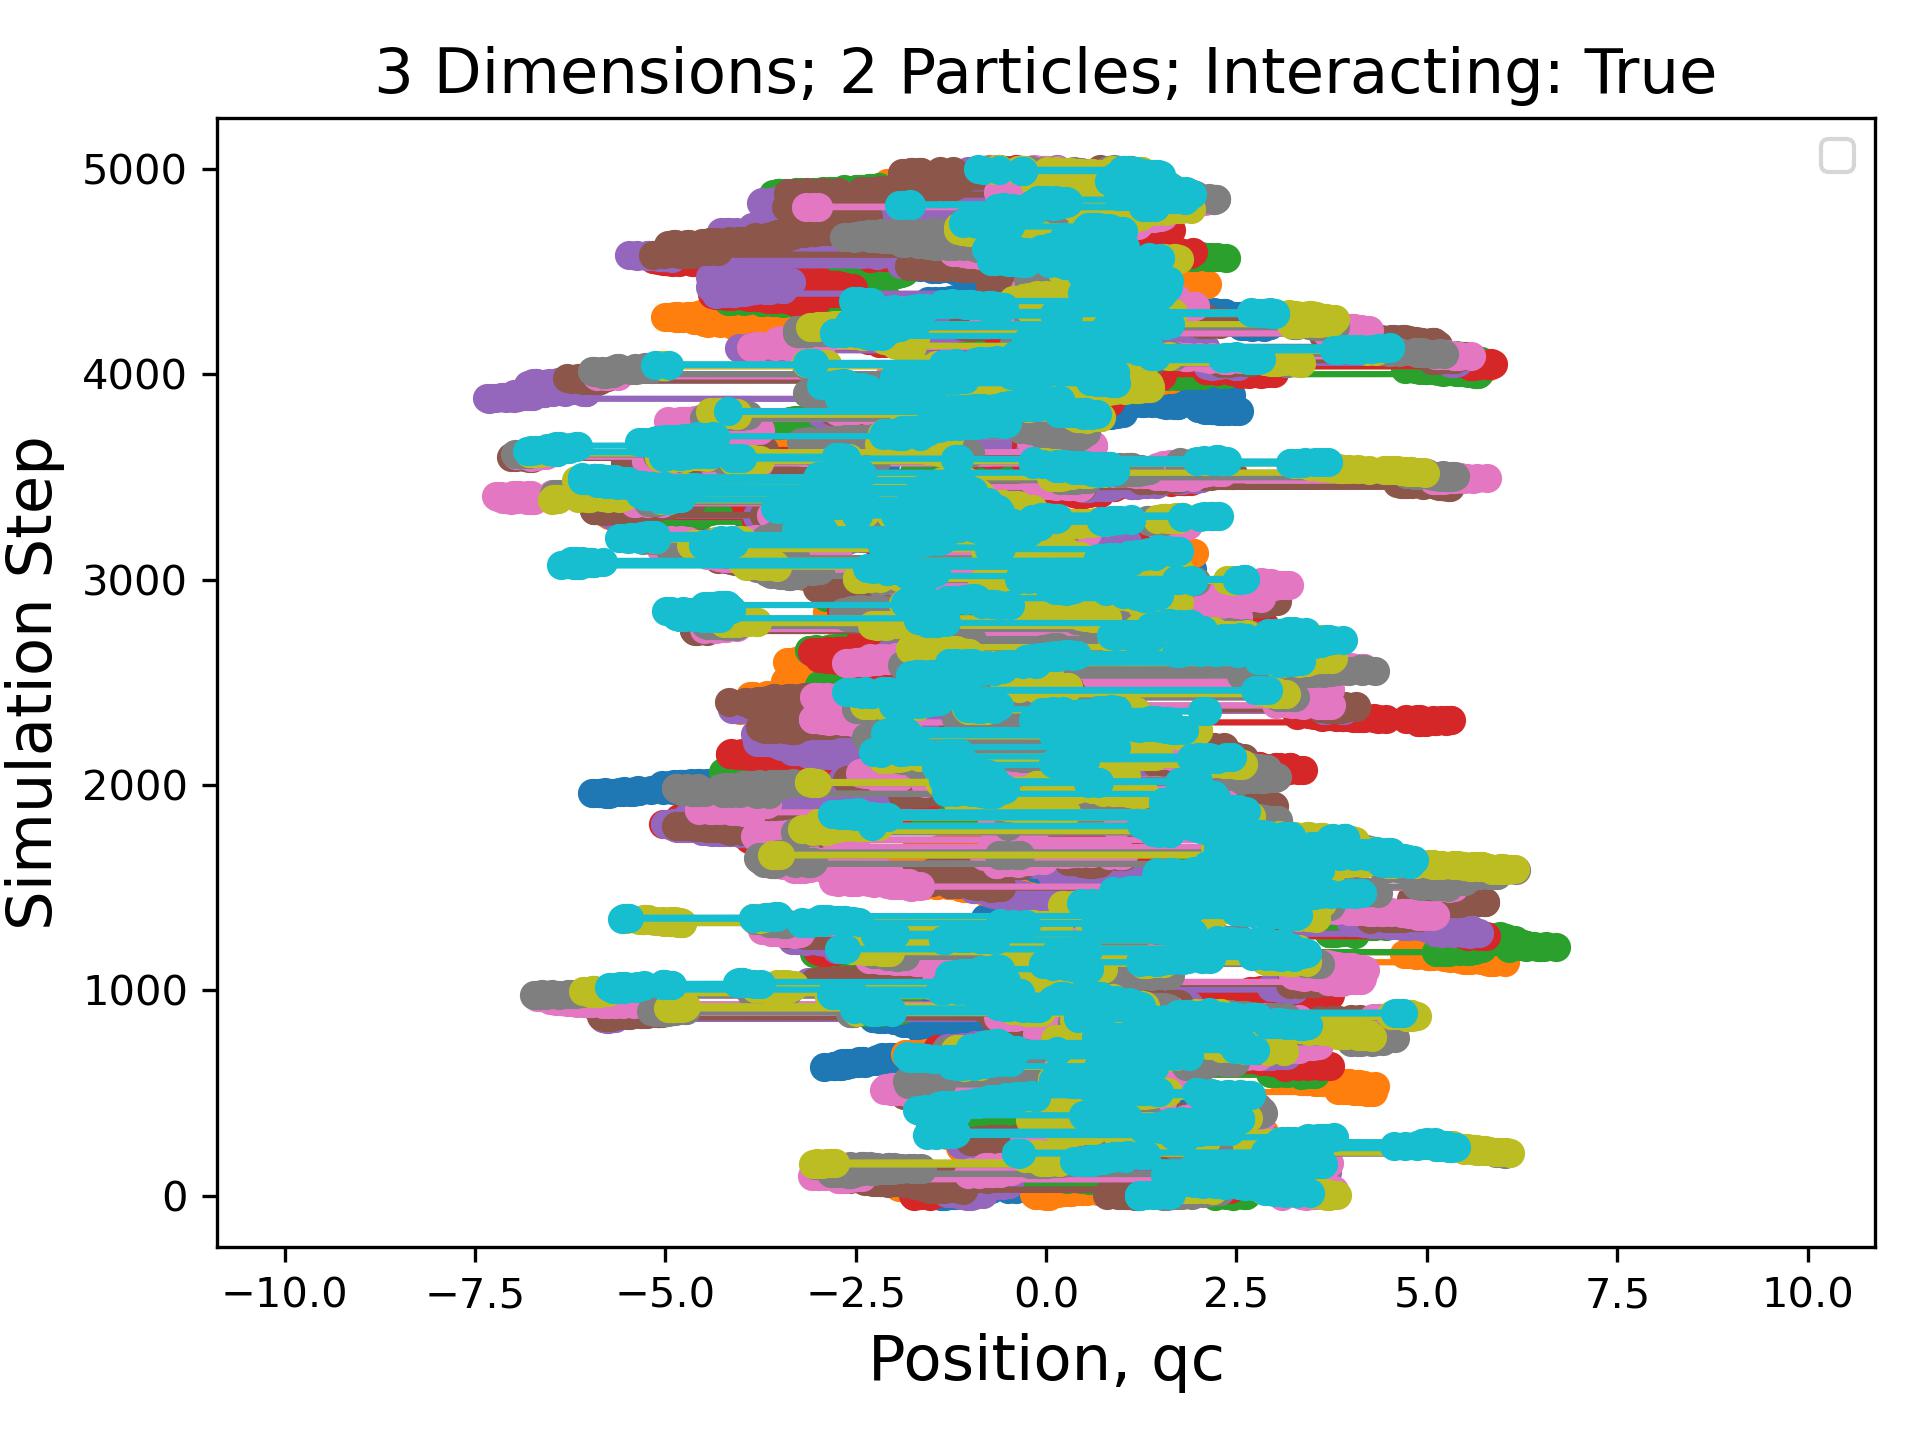 3 Dimensions; 2 Particles; Interacting: True
Simulation Step
5000
4000
3000
2000
1000
0
−10.0 −7.5 −5.0 −2.5 0.0 2.5 5.0 7.5 10.0
Position, qc